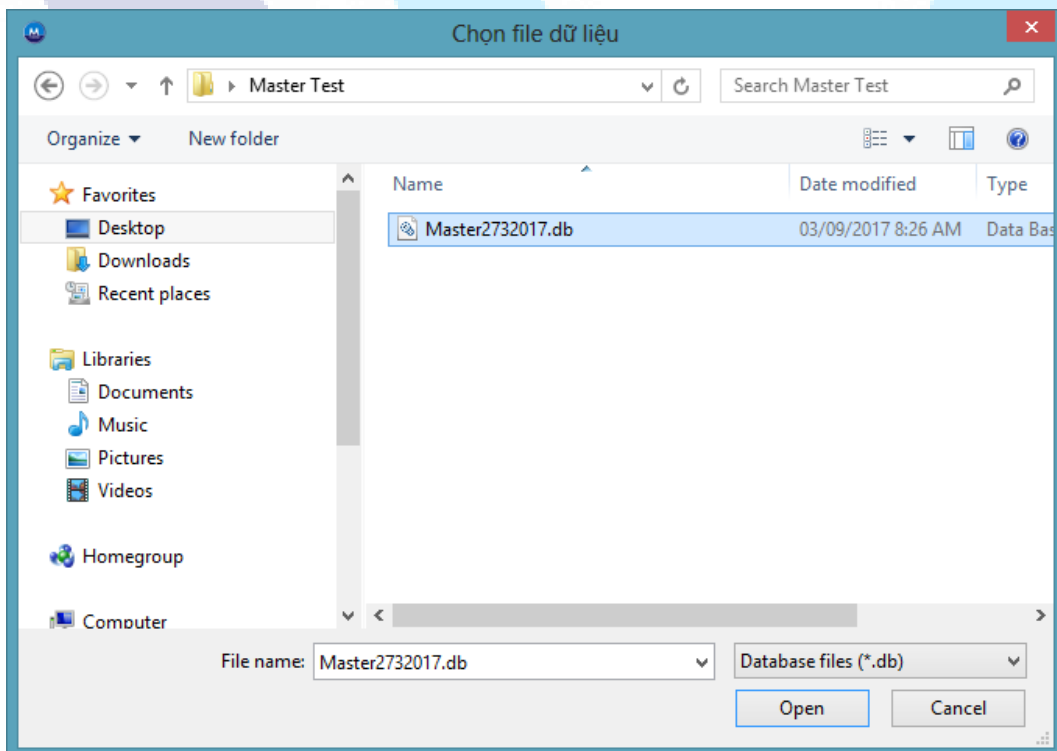 M
Chọn file dữ liệu
Master Test
Search Master Test
Organize
New folder
Favorites
Desktop
Downloads
Recent places
Libraries
Documents
Music
Pictures
Videos
Homegroup
Computer
Name Date modified Type
Master2732017.db 03/09/2017 8:26 AM Data Bas
File name: Master2732017.db Database files (*.db)
Open Cancel